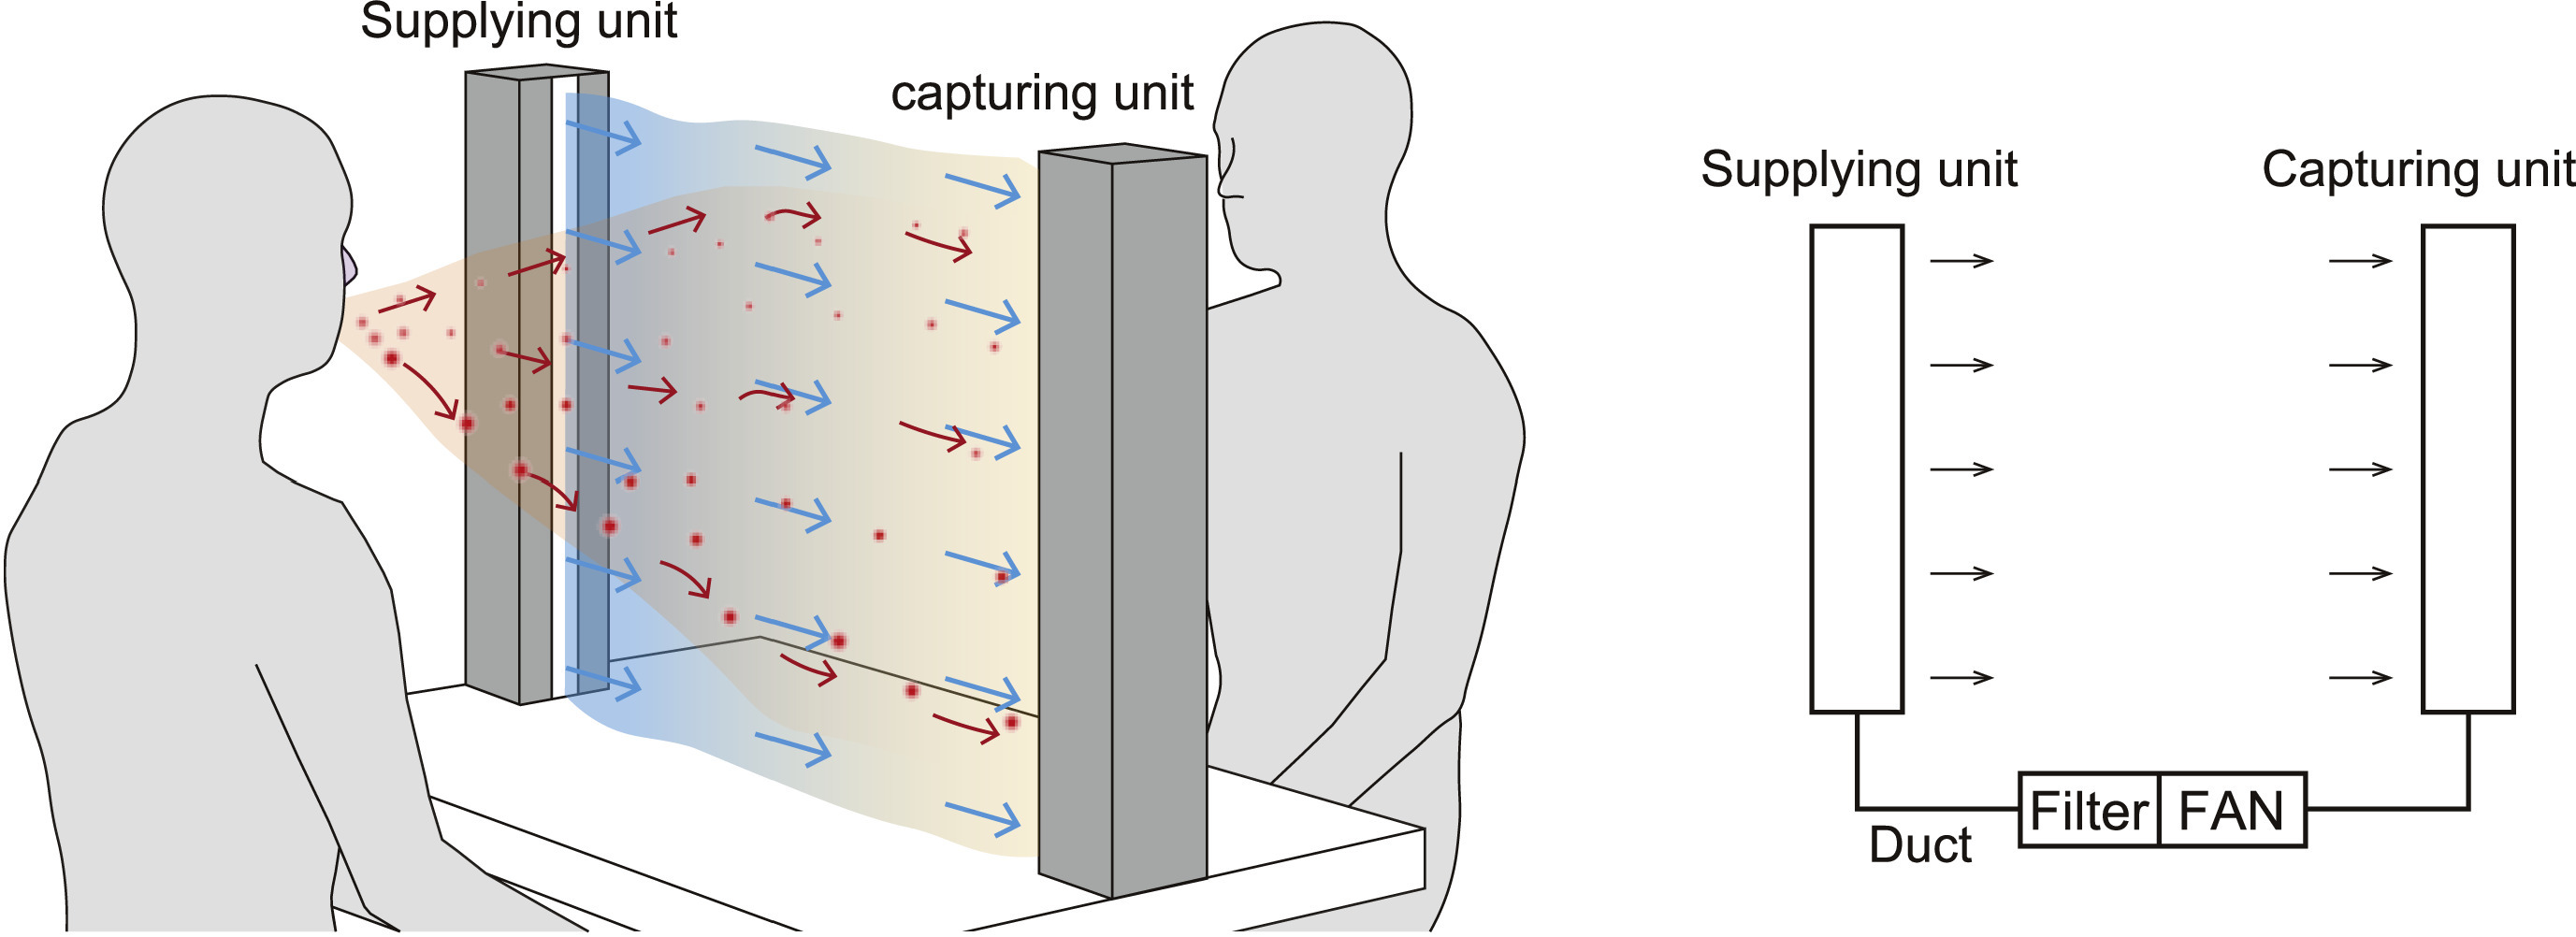 Supplying unit
capturing unit
Supplying unit
Capturing unit
Filter
FAN
Duct